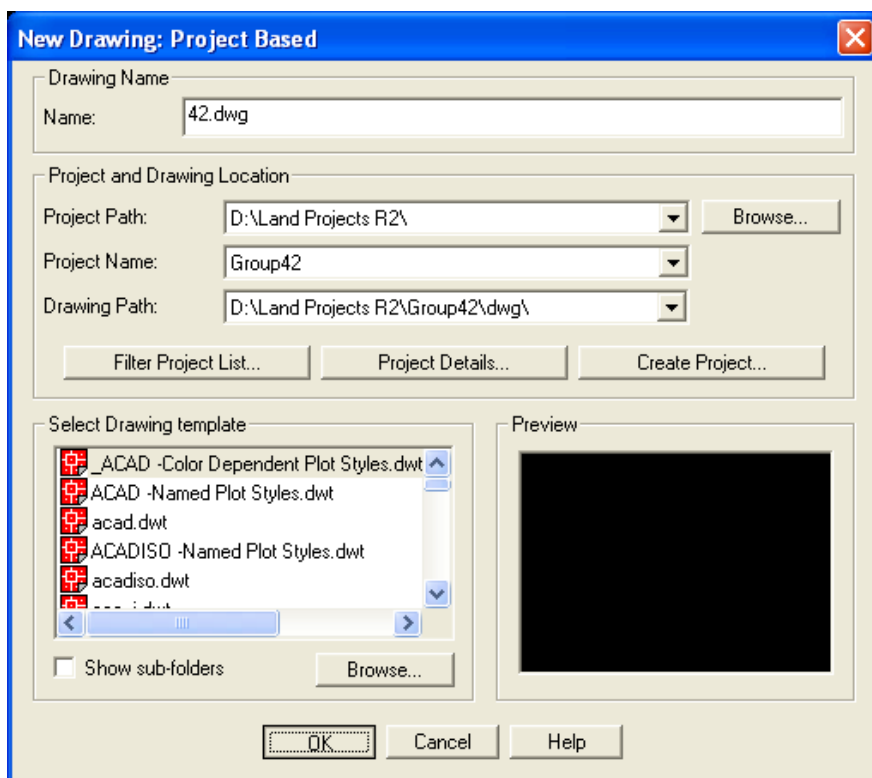 New Drawing: Project Based
Drawing Name
Name: 42.dwg
Project and Drawing Location
Project Path: D:\Land Projects R2\ Browse...
Project Name: Group42
Drawing Path: D:\Land Projects R2\Group42\dwg\
Filter Project List... Project Details... Create Project...
Select Drawing template
_ACAD -Color Dependent Plot Styles.dwt
ACAD -Named Plot Styles.dwt
acad.dwt
ACADISO -Named Plot Styles.dwt
acadiso.dwt
Show sub-folders Browse...
Preview
OK Cancel Help